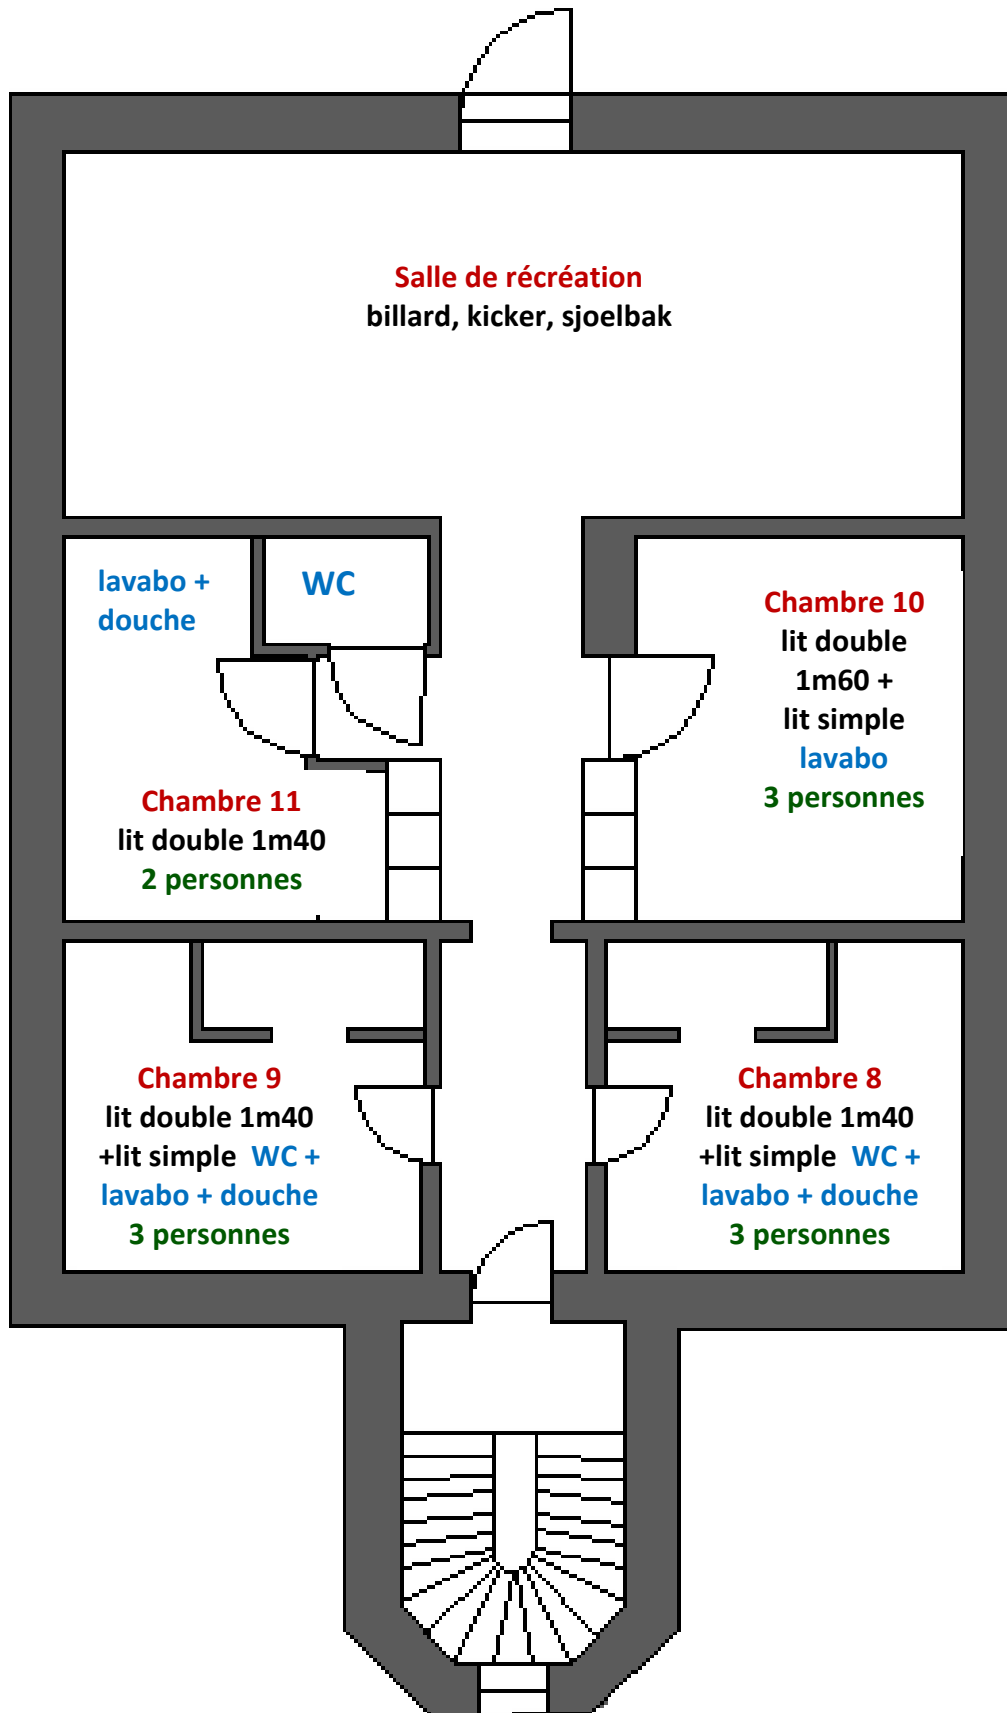 Salle de récréation
billard, kicker, sjoelbak
lavabo +
douche
WC
Chambre 10
lit double
1m60 +
lit simple
lavabo
3 personnes
Chambre 11
lit double 1m40
2 personnes
Chambre 9
lit double 1m40
+lit simple WC +
lavabo + douche
3 personnes
Chambre 8
lit double 1m40
+lit simple WC +
lavabo + douche
3 personnes